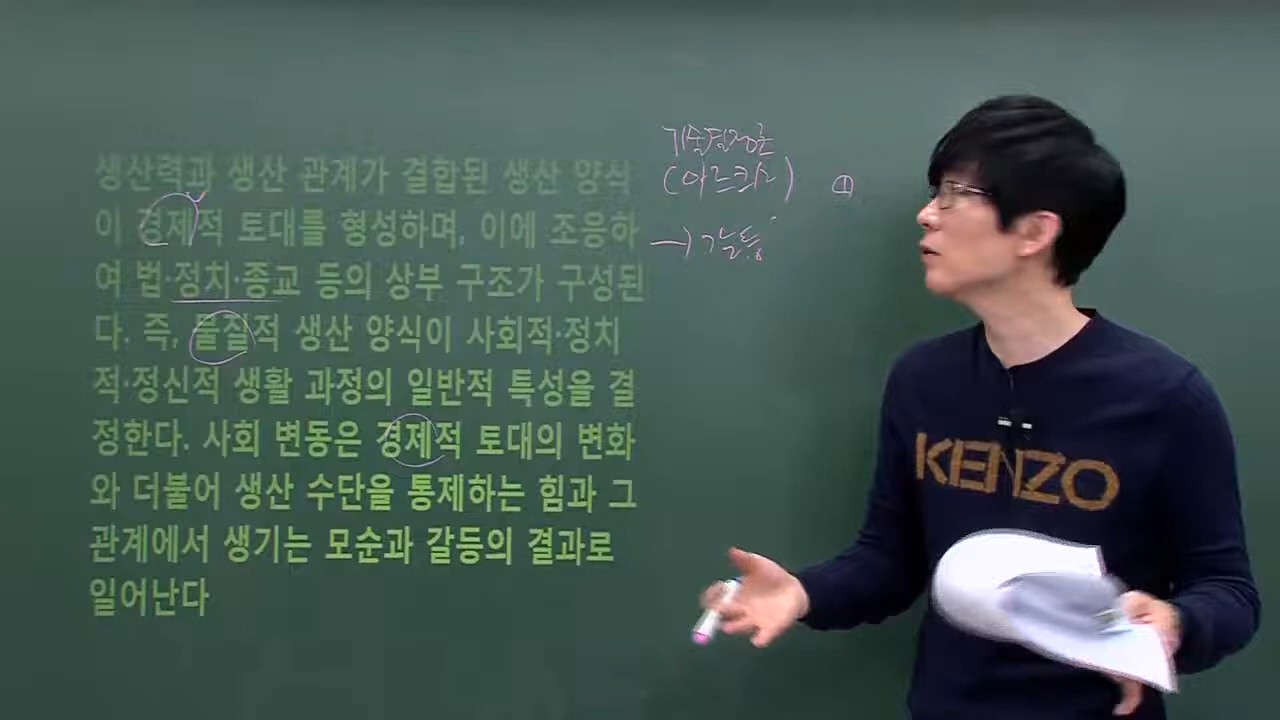 생산력과 생산 관계가 결합된 생산 양식
이 경제적 토대를 형성하며, 이에 조응하
여 법·정치·종교 등의 상부 구조가 구성된
다. 즉, 물질적 생산 양식이 사회적·정치
적·정신적 생활 과정의 일반적 특성을 결
정한다. 사회 변동은 경제적 토대의 변화
와 더불어 생산 수단을 통제하는 힘과 그
관계에서 생기는 모순과 갈등의 결과로
일어난다
기술결정론
(마르크스)
→ 갈등
①
KENZO